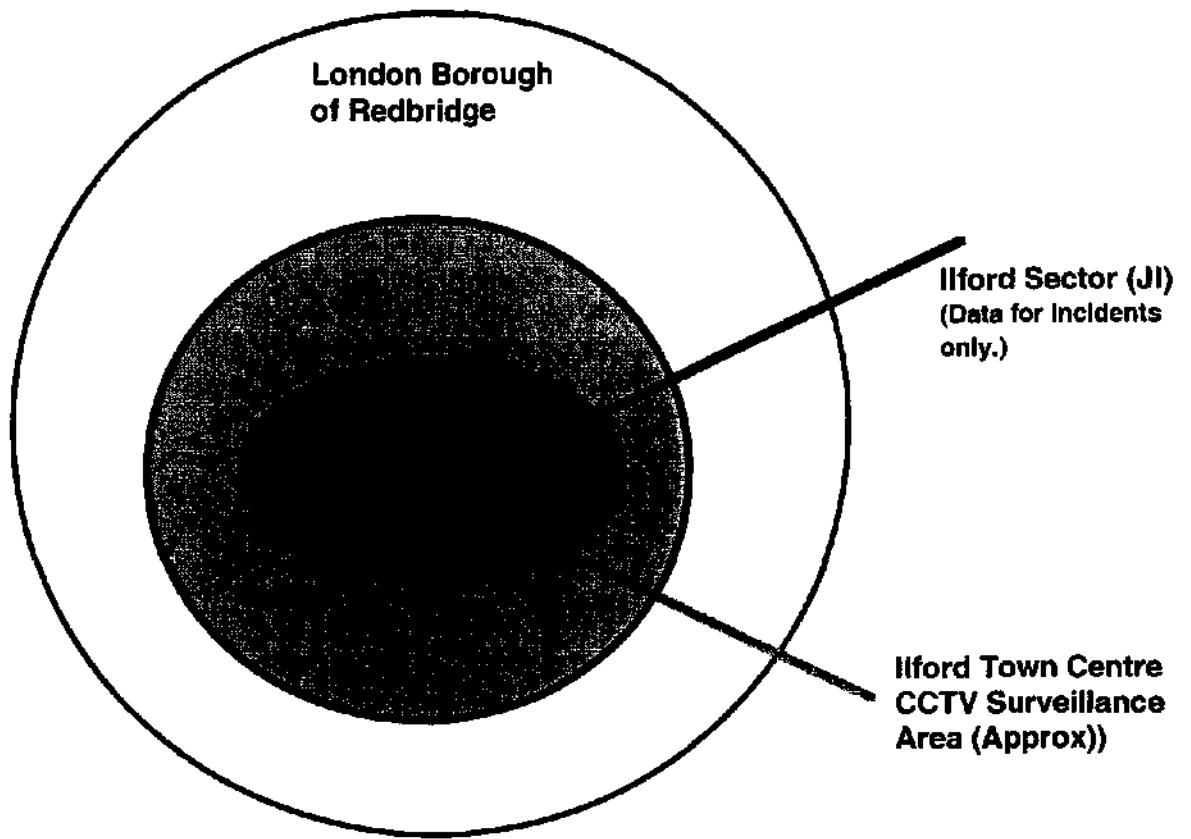 London Borough
of Redbridge
Ilford Sector (JI)
(Data for Incidents
only.)
Ilford Town Centre
CCTV Surveillance
Area (Approx))